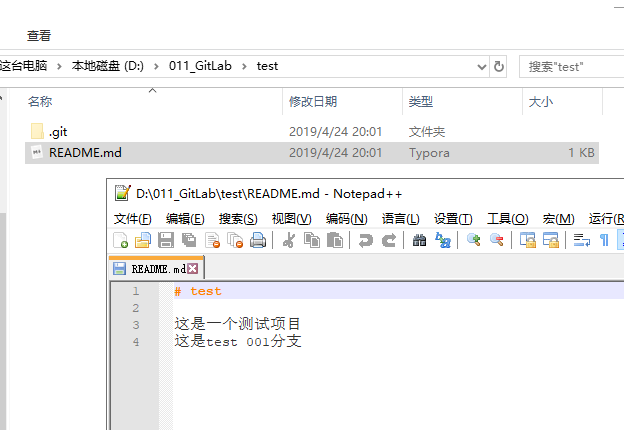 查看
这台电脑 › 本地磁盘 (D:) › 011_GitLab › test
搜索"test"
名称 修改日期 类型 大小
.git 2019/4/24 20:01 文件夹
README.md 2019/4/24 20:01 Typora 1 KB
D:\011_GitLab\test\README.md - Notepad++
文件(F) 编辑(E) 搜索(S) 视图(V) 编码(N) 语言(L) 设置(T) 工具(O) 宏(M) 运行(R
README.md
1 # test
2
3 这是一个测试项目
4 这是test 001分支